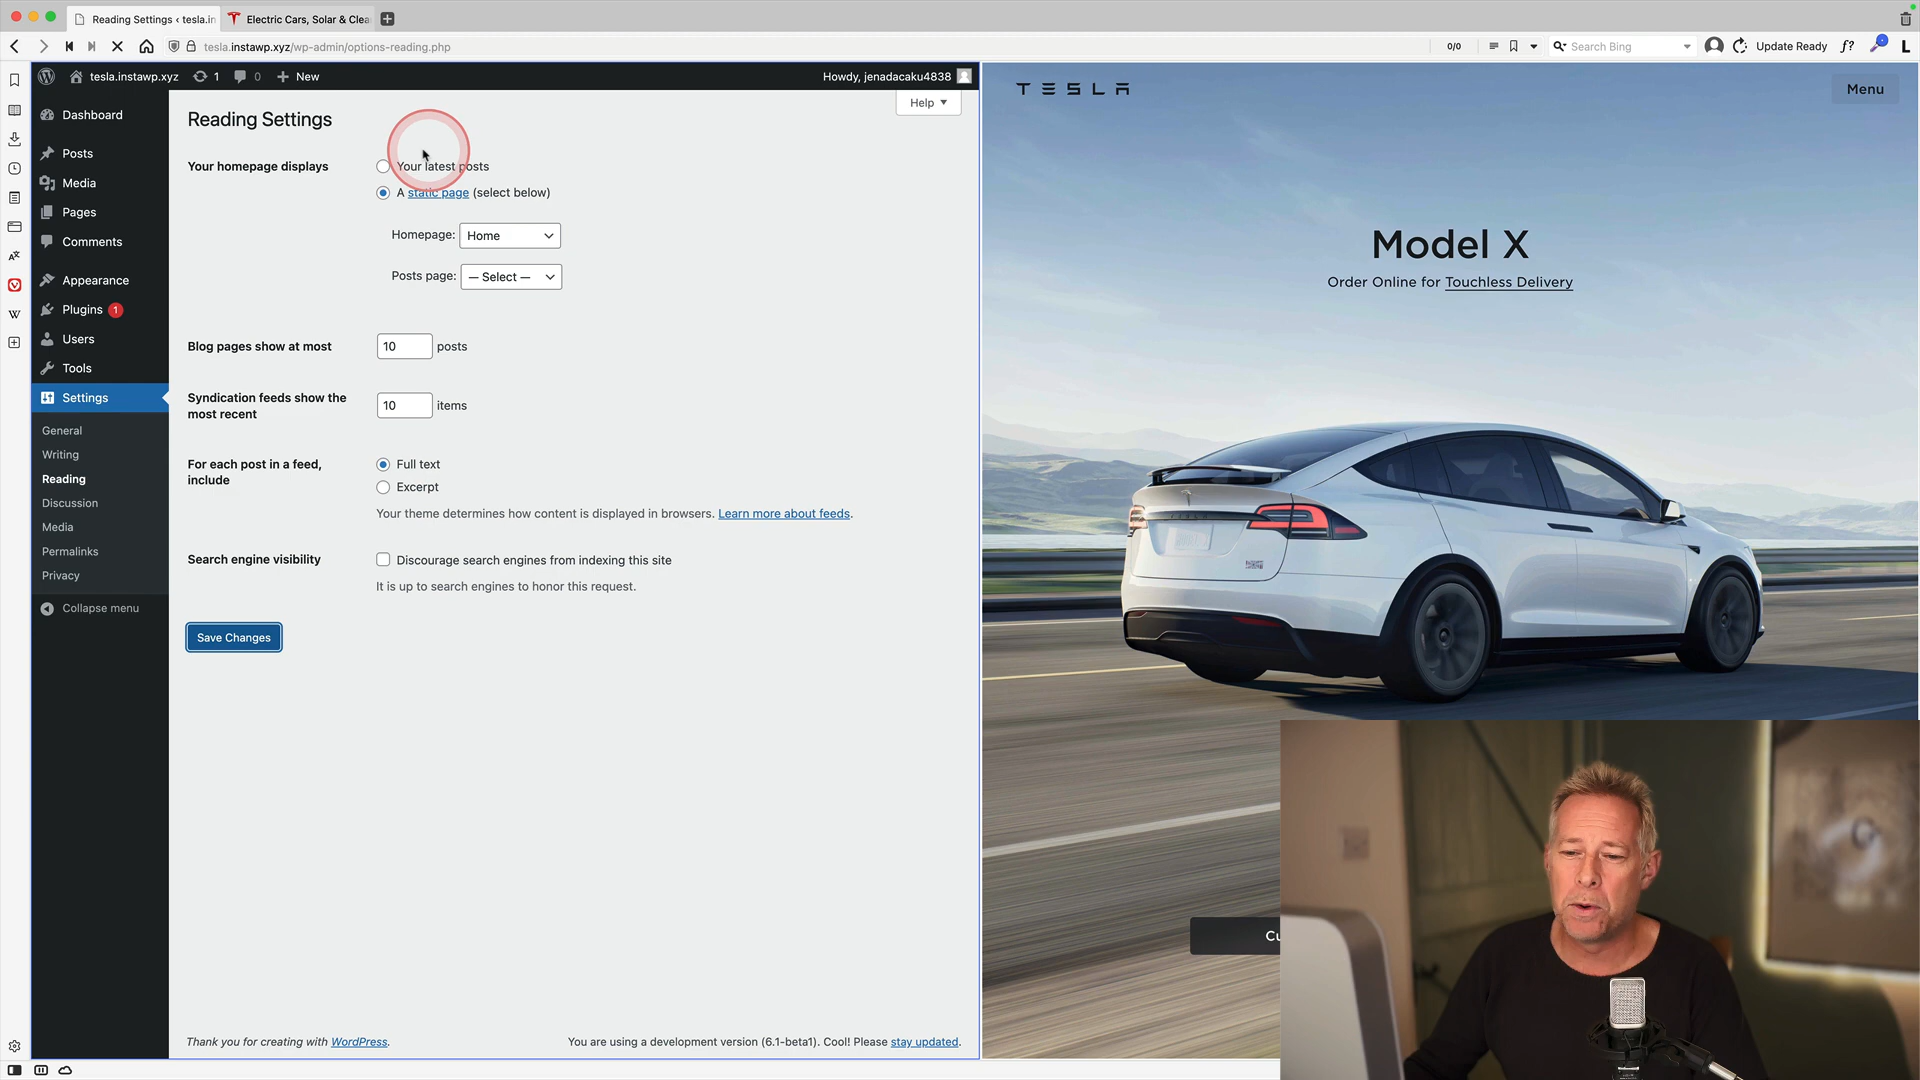 Reading Settings ‹ tesla.in
Electric Cars, Solar & Clea
tesla.instawp.xyz/wp-admin/options-reading.php
0/0
Search Bing
Update Ready
f?
L
tesla.instawp.xyz
1
0
New
Howdy, jenadacaku4838
Help
Dashboard
Posts
Media
Pages
Comments
Appearance
Plugins 1
Users
Tools
Settings
General
Writing
Reading
Discussion
Media
Permalinks
Privacy
Collapse menu
Reading Settings
Your homepage displays
Your latest posts
A static page (select below)
Homepage: Home
Posts page: — Select —
Blog pages show at most
10 posts
Syndication feeds show the
most recent
10 items
For each post in a feed,
include
Full text
Excerpt
Your theme determines how content is displayed in browsers. Learn more about feeds.
Search engine visibility
Discourage search engines from indexing this site
It is up to search engines to honor this request.
Save Changes
Thank you for creating with WordPress.
You are using a development version (6.1-beta1). Cool! Please stay updated.
TESLA
Menu
Model X
Order Online for Touchless Delivery
Cu